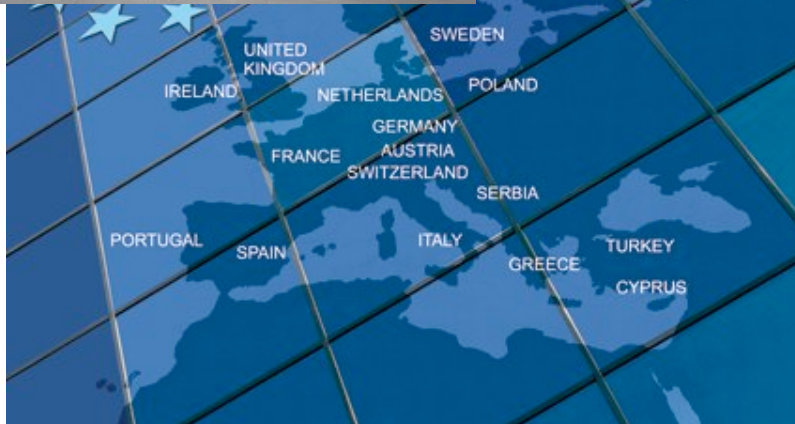 SWEDEN
UNITED
KINGDOM
POLAND
IRELAND
NETHERLANDS
GERMANY
AUSTRIA
FRANCE
SWITZERLAND
SERBIA
PORTUGAL
SPAIN
ITALY
TURKEY
GREECE
CYPRUS